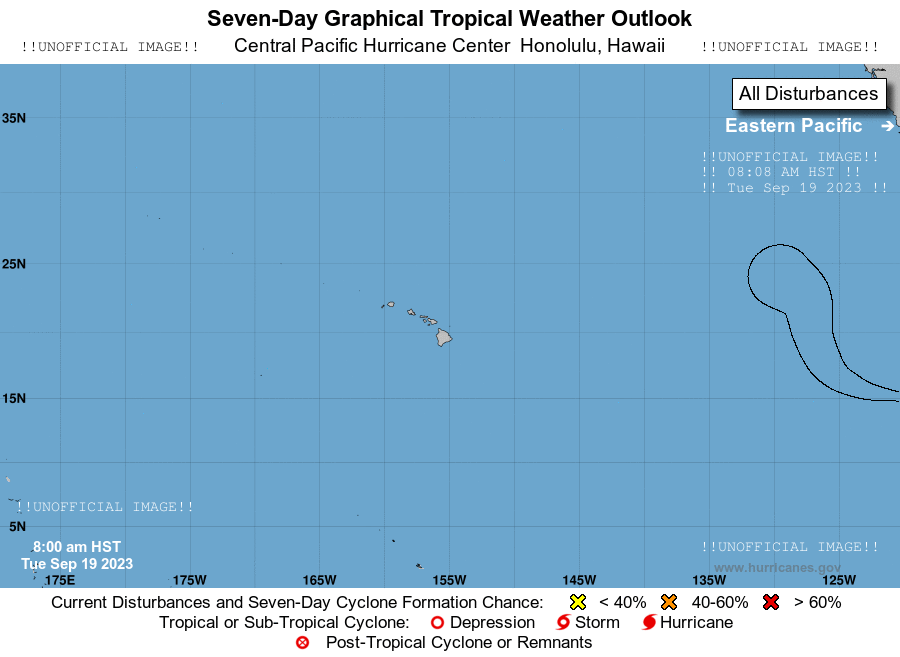 Seven-Day Graphical Tropical Weather Outlook
!!UNOFFICIAL IMAGE!! Central Pacific Hurricane Center Honolulu, Hawaii !!UNOFFICIAL IMAGE!!
All Disturbances
35N
Eastern Pacific →
!!UNOFFICIAL IMAGE!!
!! 08:08 AM HST !!
!! Tue Sep 19 2023 !!
25N
15N
!!UNOFFICIAL IMAGE!!
5N
8:00 am HST
!!UNOFFICIAL IMAGE!!
Tue Sep 19 2023
www.hurricanes.gov
175E 175W 165W 155W 145W 135W 125W
Current Disturbances and Seven-Day Cyclone Formation Chance: < 40% 40-60% > 60%
Tropical or Sub-Tropical Cyclone: Depression Storm Hurricane
Post-Tropical Cyclone or Remnants